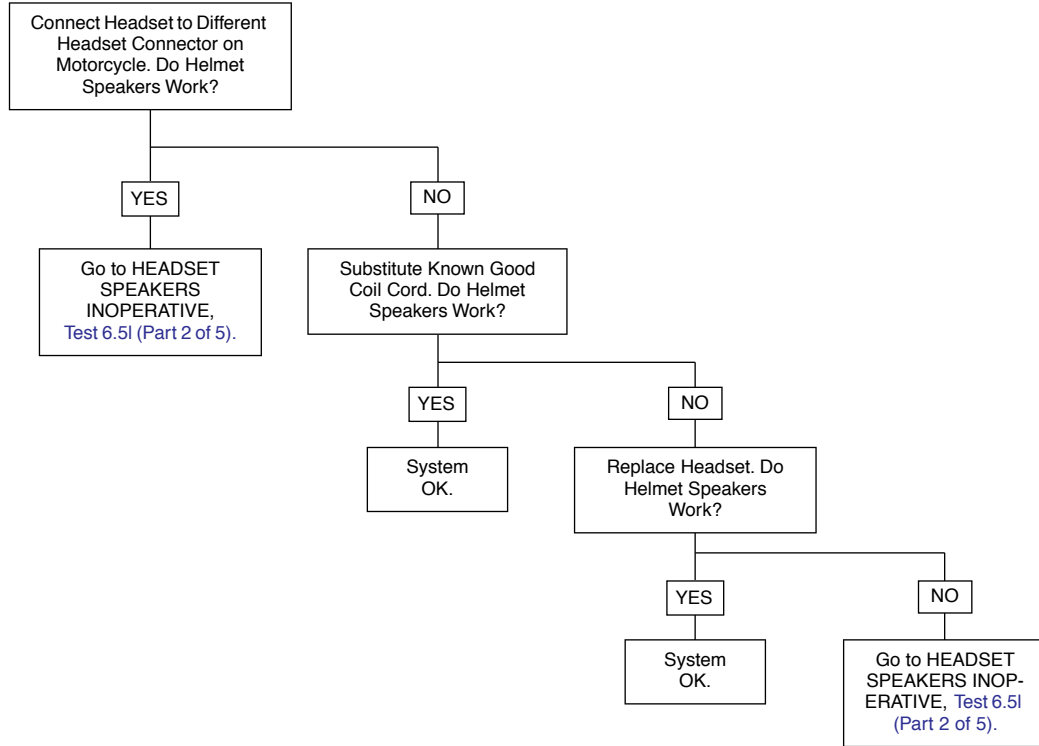 Connect Headset to Different
Headset Connector on
Motorcycle. Do Helmet
Speakers Work?
YES
NO
Go to HEADSET
SPEAKERS
INOPERATIVE,
Test 6.5l (Part 2 of 5).
Substitute Known Good
Coil Cord. Do Helmet
Speakers Work?
YES
NO
System
OK.
Replace Headset. Do
Helmet Speakers
Work?
YES
NO
System
OK.
Go to HEADSET
SPEAKERS INOP-
ERATIVE, Test 6.5l
(Part 2 of 5).